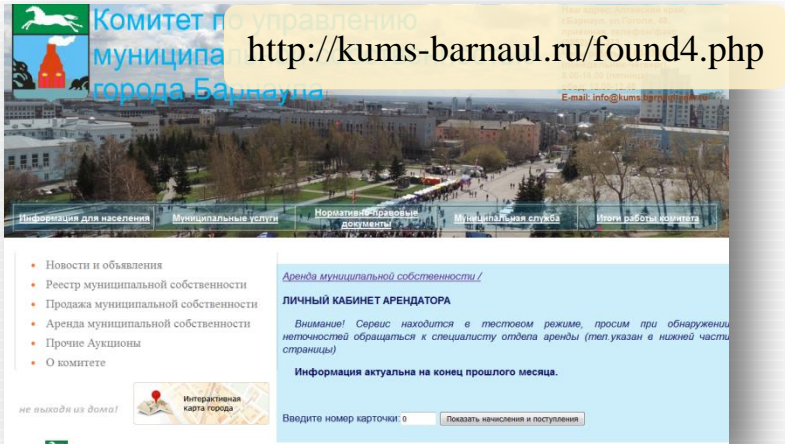 Комитет по управлению
муниципа
города Барнаула
http://kums-barnaul.ru/found4.php
E-mail: info@kums
Информация для населения
Муниципальные услуги
Нормативно-правовые
документы
Муниципальная служба
Итоги работы комитета
Новости и объявления
Реестр муниципальной собственности
Продажа муниципальной собственности
Аренда муниципальной собственности
Прочие Аукционы
О комитете
не выходя из дома!
Интерактивная
карта города
Аренда муниципальной собственности /
ЛИЧНЫЙ КАБИНЕТ АРЕНДАТОРА
Внимание! Сервис находится в тестовом режиме, просим при обнаружении
неточностей обращаться к специалисту отдела аренды (тел.указан в нижней части
страницы)
Информация актуальна на конец прошлого месяца.
Введите номер карточки: 0
Показать начисления и поступления